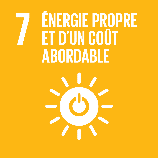 7 ÉNERGIE PROPRE
ET D'UN COÛT
ABORDABLE